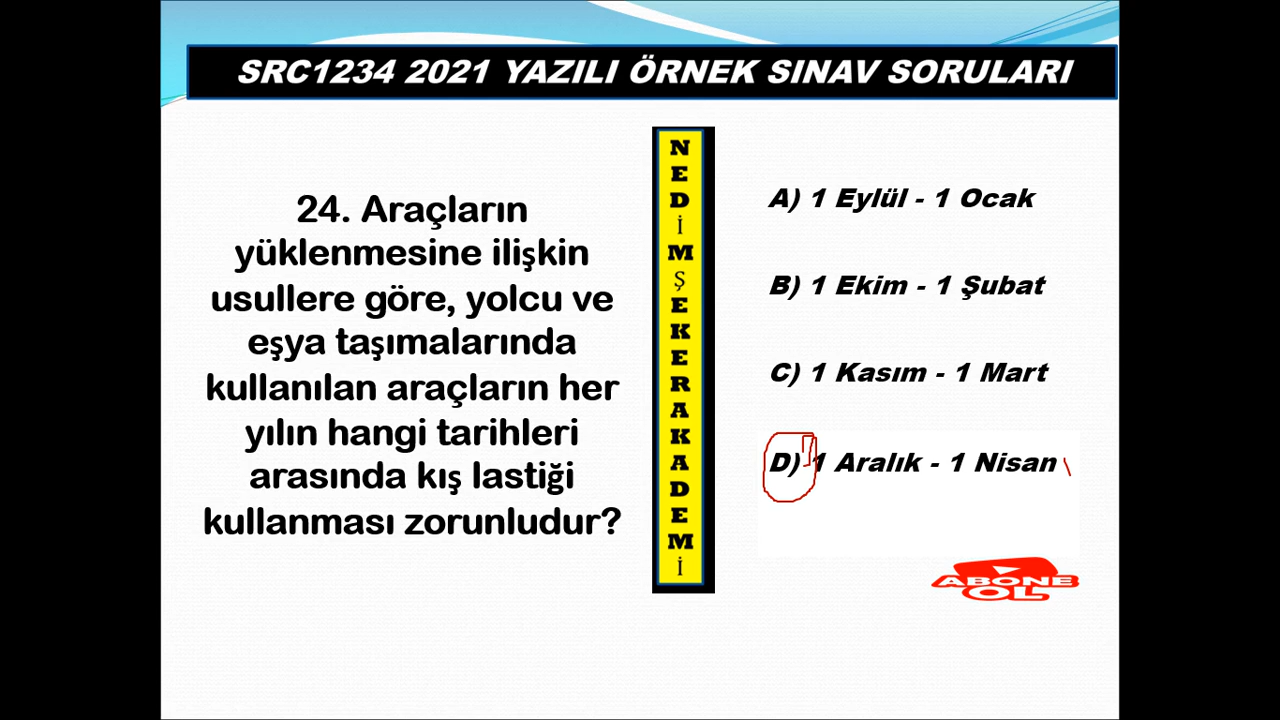 SRC1234 2021 YAZILI ÖRNEK SINAV SORULARI
24. Araçların
yüklenmesine ilişkin
usullere göre, yolcu ve
eşya taşımalarında
kullanılan araçların her
yılın hangi tarihleri
arasında kış lastiği
kullanması zorunludur?
N
E
D
İ
M
Ş
E
K
E
R
A
K
A
D
E
M
İ
A) 1 Eylül - 1 Ocak
B) 1 Ekim - 1 Şubat
C) 1 Kasım - 1 Mart
D) 1 Aralık - 1 Nisan
ABONE
OL